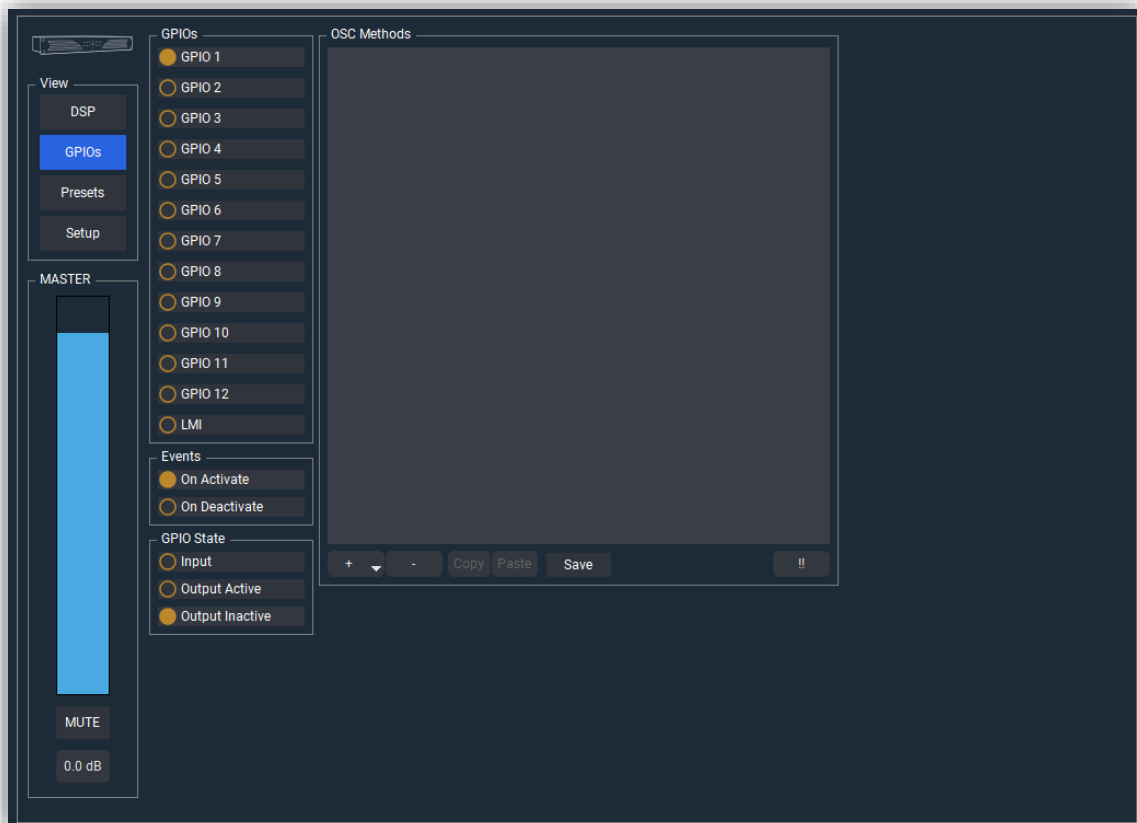 View
DSP
GPIOs
Presets
Setup
MASTER
MUTE
0.0 dB
GPIOs
GPIO 1
GPIO 2
GPIO 3
GPIO 4
GPIO 5
GPIO 6
GPIO 7
GPIO 8
GPIO 9
GPIO 10
GPIO 11
GPIO 12
LMI
Events
On Activate
On Deactivate
GPIO State
Input
Output Active
Output Inactive
OSC Methods
+ - Copy Paste Save !!